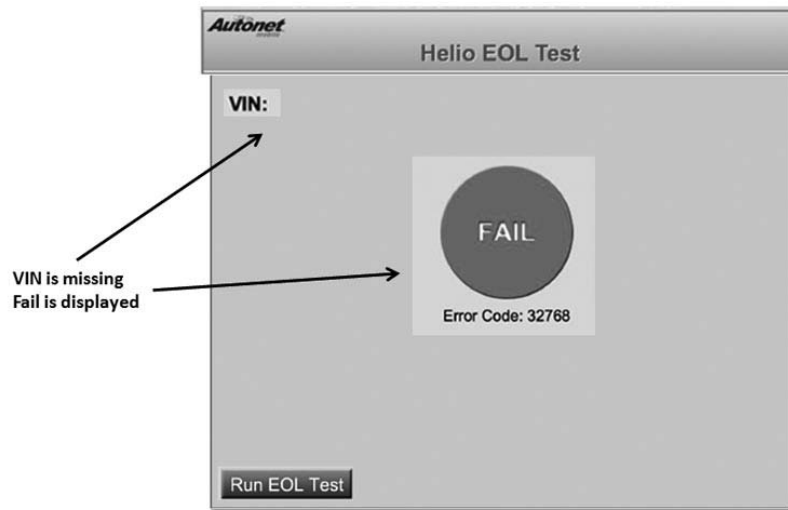 Autonet
mobile
Helio EOL Test
VIN:
FAIL
VIN is missing
Fail is displayed
Error Code: 32768
Run EOL Test